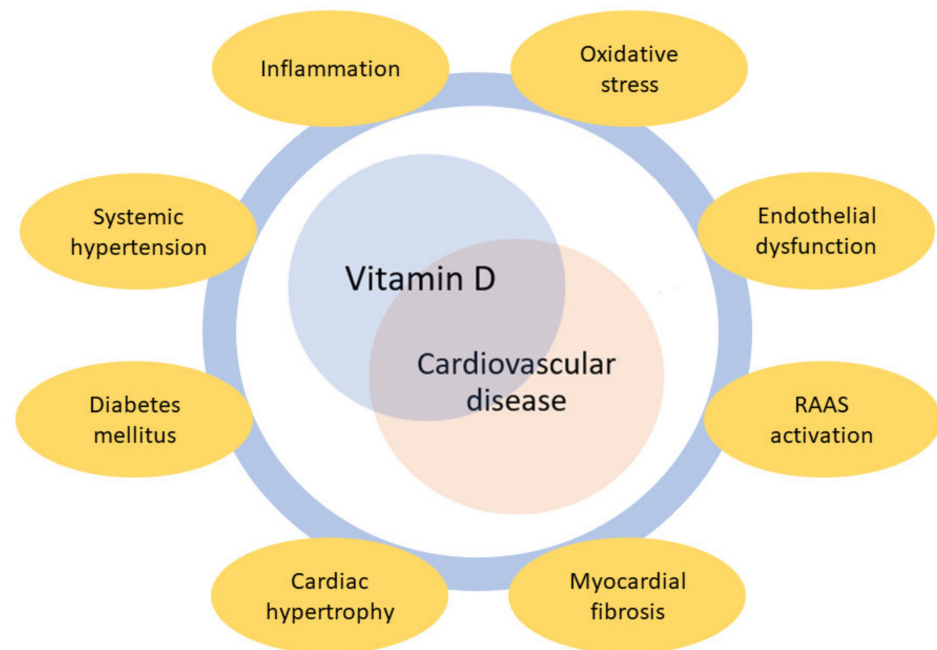 Inflammation
Oxidative
stress
Systemic
hypertension
Endothelial
dysfunction
Vitamin D
Cardiovascular
disease
Diabetes
mellitus
RAAS
activation
Cardiac
hypertrophy
Myocardial
fibrosis